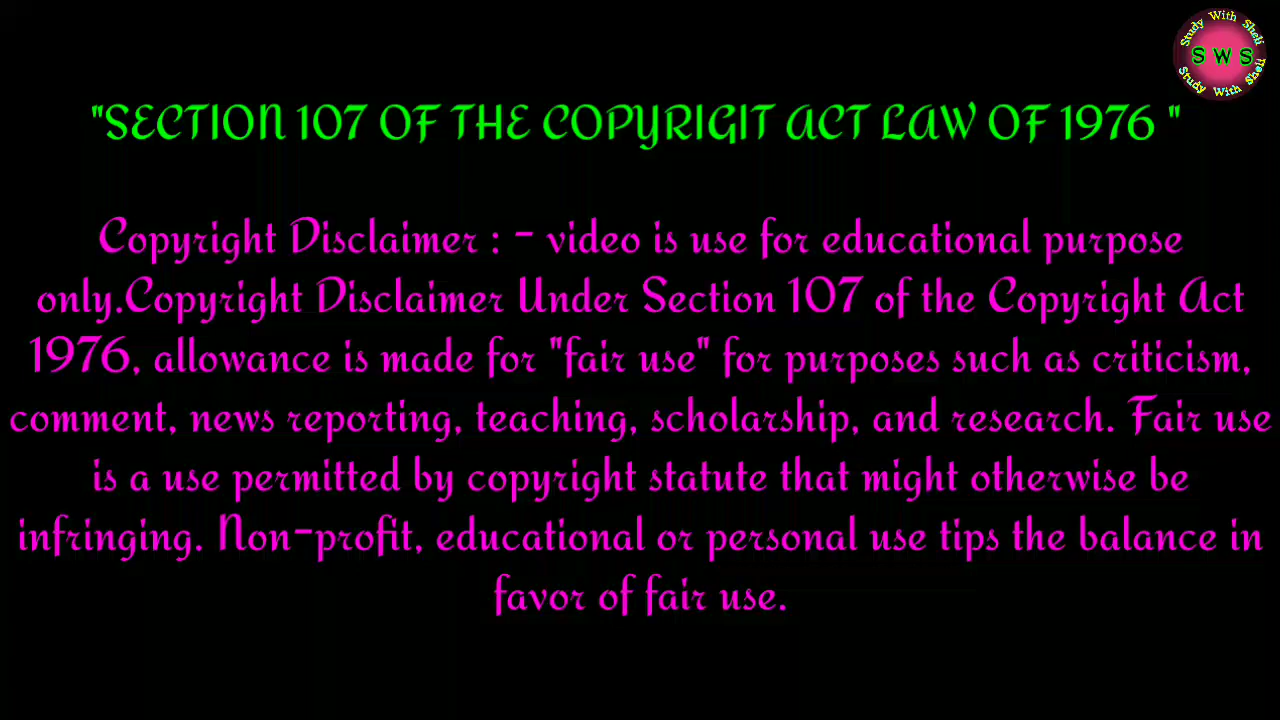 Study With Sheli
S W S
Study With Sheli
"SECTION 107 OF THE COPYRIGIT ACT LAW OF 1976 "
Copyright Disclaimer : - video is use for educational purpose
only.Copyright Disclaimer Under Section 107 of the Copyright Act
1976, allowance is made for "fair use" for purposes such as criticism,
comment, news reporting, teaching, scholarship, and research. Fair use
is a use permitted by copyright statute that might otherwise be
infringing. Non-profit, educational or personal use tips the balance in
favor of fair use.